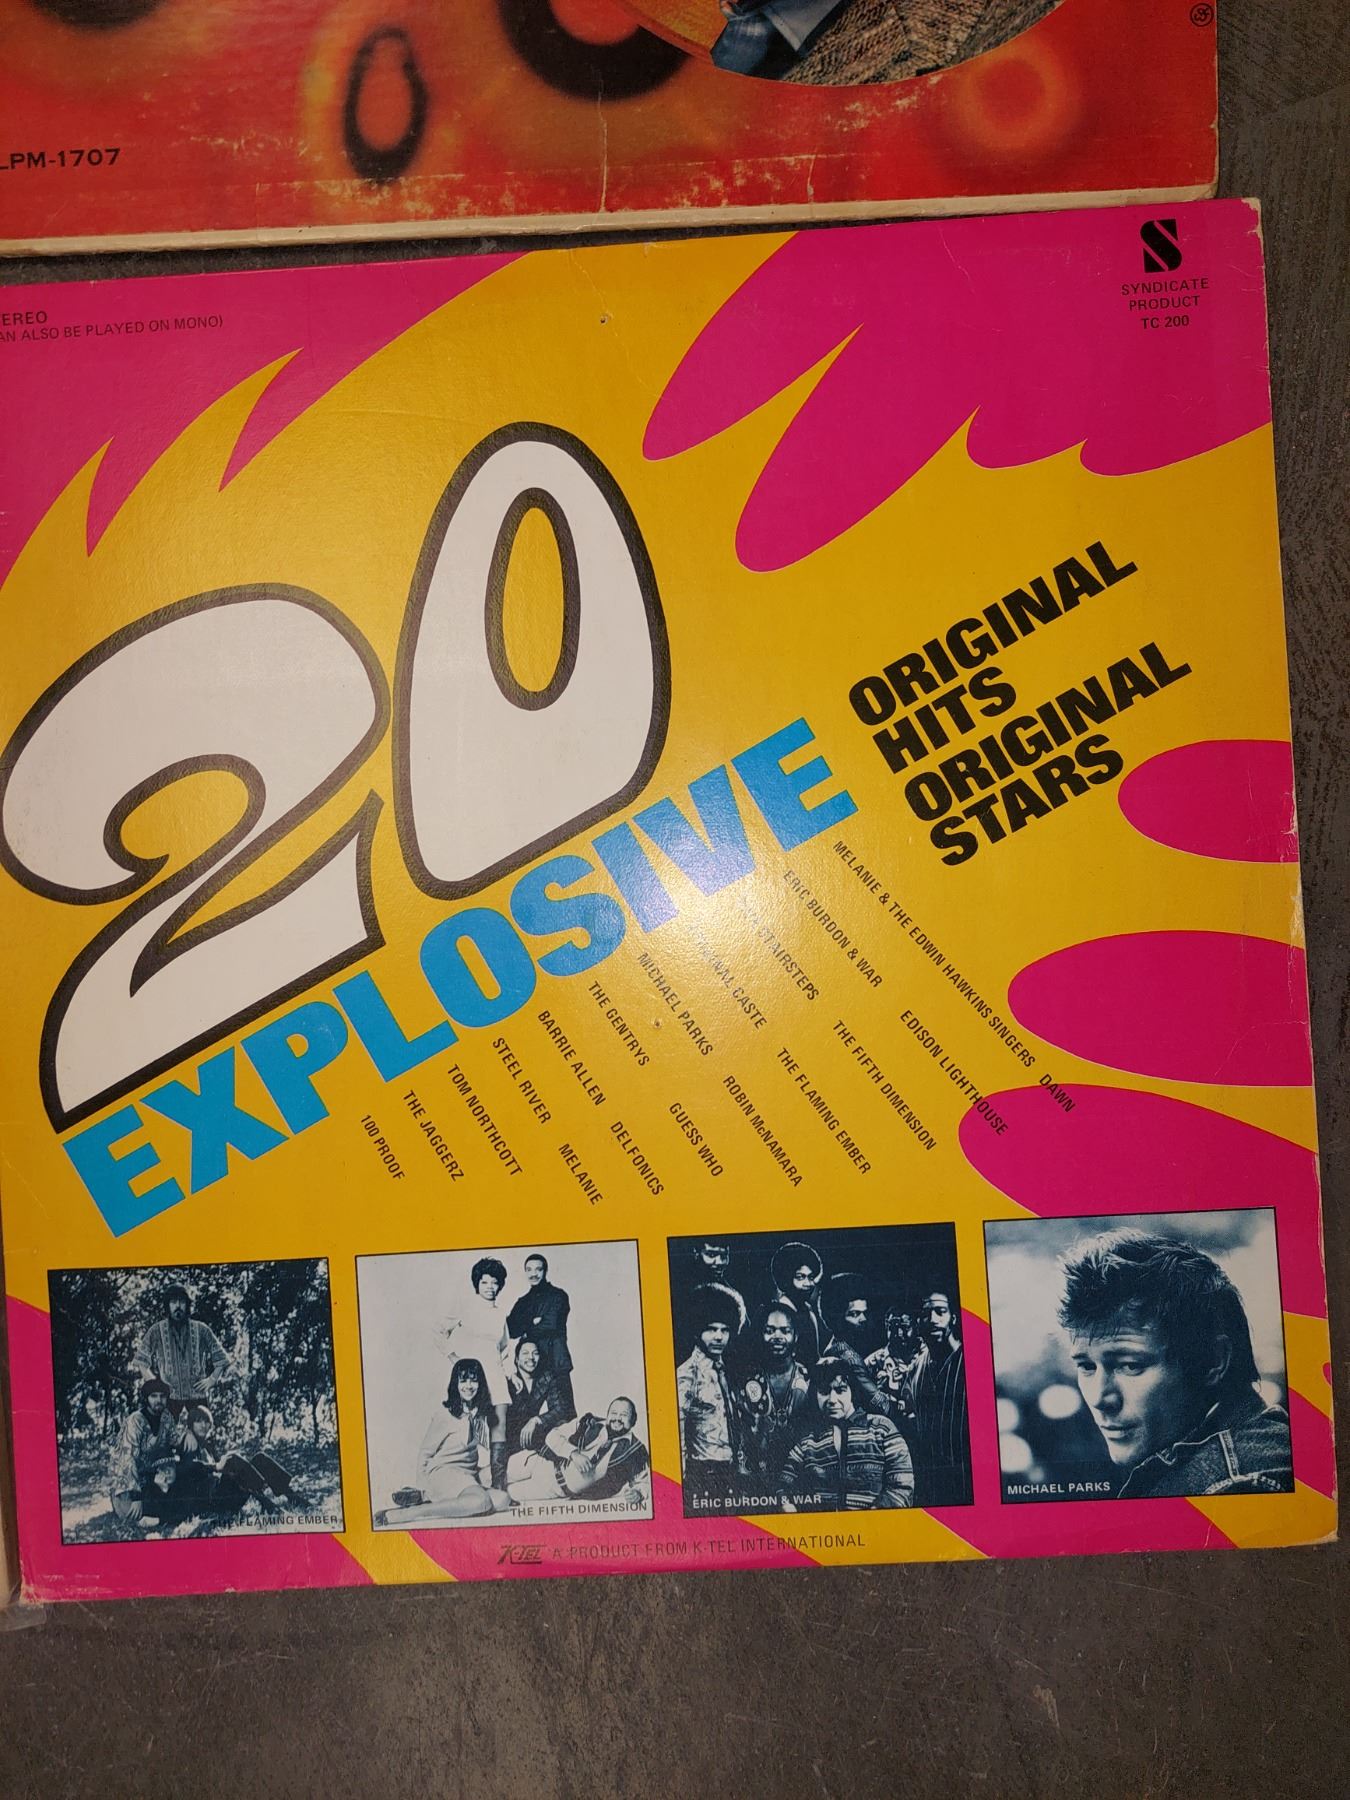 LPM-1707
EREO
AN ALSO BE PLAYED ON MONO)
S
SYNDICATE
PRODUCT
TC 200
20
EXPLOSIVE
ORIGINAL
HITS
ORIGINAL
STARS
MELANIE & THE EDWIN HAWKINS SINGERS DAWN
ERIC BURDON & WAR EDISON LIGHTHOUSE
STAIRSTEPS THE FIFTH DIMENSION
CASTE THE FLAMING EMBER
MICHAEL PARKS ROBIN McNAMARA
THE GENTRYS GUESS WHO
BARRIE ALLEN DELFONICS
STEEL RIVER MELANIE
TOM NORTHCOTT
THE JAGGERZ
100 PROOF
THE FLAMING EMBER
THE FIFTH DIMENSION
ERIC BURDON & WAR
MICHAEL PARKS
K-TEL A PRODUCT FROM K-TEL INTERNATIONAL